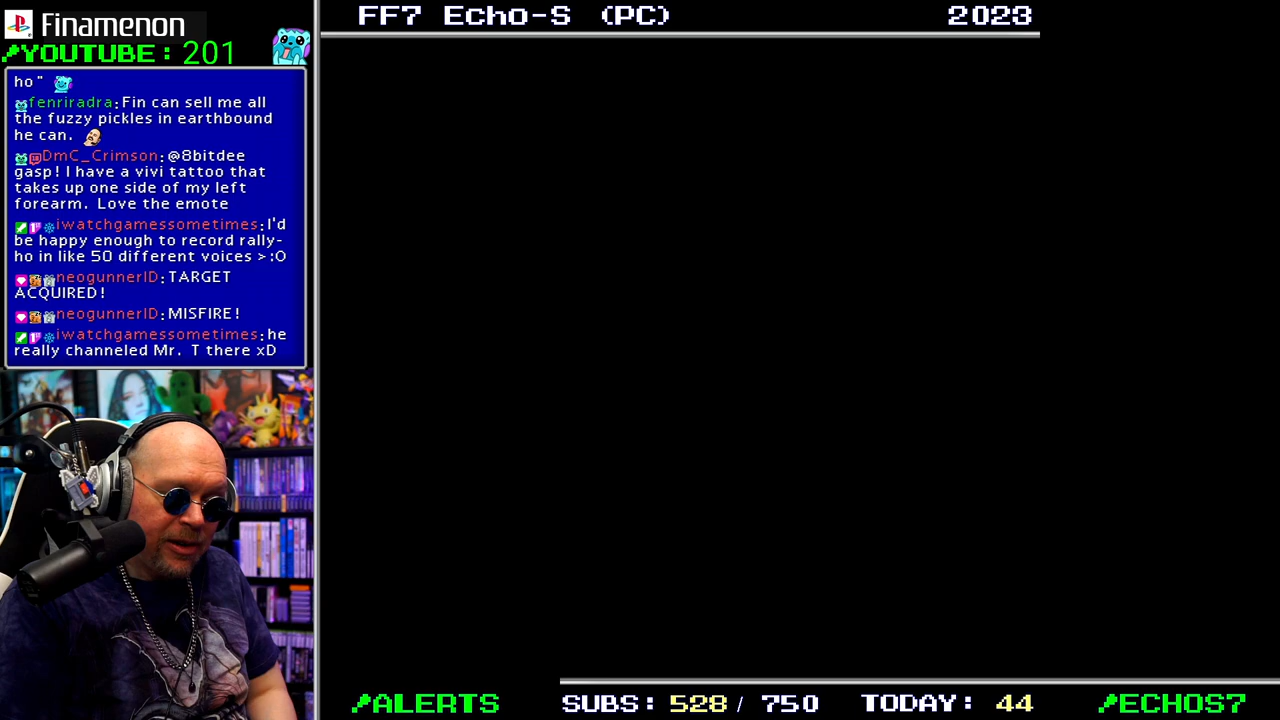 Finamenon
FF7 Echo-S (PC)
2023
/YOUTUBE: 201
ho"
fenriradra: Fin can sell me all
the fuzzy pickles in earthbound
he can.
DmC_Crimson: @8bitdee
gasp! I have a vivi tattoo that
takes up one side of my left
forearm. Love the emote
iwatchgamessometimes: I'd
be happy enough to record rally-
ho in like 50 different voices >:O
neogunnerID: TARGET
ACQUIRED!
neogunnerID: MISFIRE!
iwatchgamessometimes: he
really channeled Mr. T there xD
/ALERTS
SUBS: 528/ 750
TODAY: 44
/ECHOS7